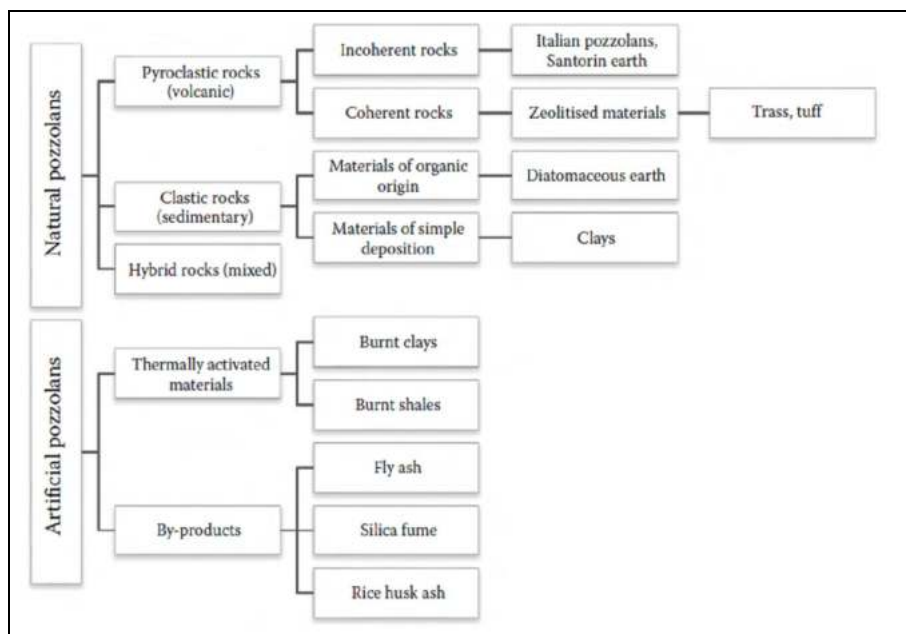 Natural pozzolans
Pyroclastic rocks
(volcanic)
Incoherent rocks
Italian pozzolans,
Santorin earth
Coherent rocks
Zeolitised materials
Trass, tuff
Clastic rocks
(sedimentary)
Materials of organic
origin
Diatomaceous earth
Materials of simple
deposition
Clays
Hybrid rocks (mixed)
Artificial pozzolans
Thermally activated
materials
Burnt clays
Burnt shales
By-products
Fly ash
Silica fume
Rice husk ash